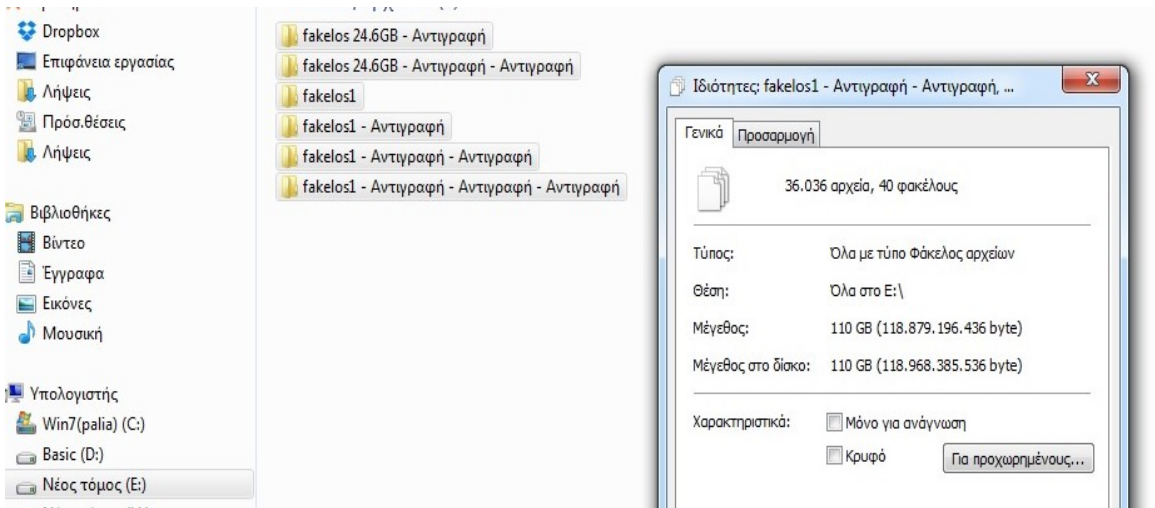 Dropbox
Επιφάνεια εργασίας
Λήψεις
Πρόσ.θέσεις
Λήψεις
Βιβλιοθήκες
Βίντεο
Έγγραφα
Εικόνες
Μουσική
Υπολογιστής
Win7(palia) (C:)
Basic (D:)
Νέος τόμος (E:)
fakelos 24.6GB - Αντιγραφή
fakelos 24.6GB - Αντιγραφή - Αντιγραφή
fakelos1
fakelos1 - Αντιγραφή
fakelos1 - Αντιγραφή - Αντιγραφή
fakelos1 - Αντιγραφή - Αντιγραφή - Αντιγραφή
Ιδιότητες: fakelos1 - Αντιγραφή - Αντιγραφή, ...
Γενικά Προσαρμογή
36.036 αρχεία, 40 φακέλους
Τύπος: Όλα με τύπο Φάκελος αρχείων
Θέση: Όλα στο E:\
Μέγεθος: 110 GB (118.879.196.436 byte)
Μέγεθος στο δίσκο: 110 GB (118.968.385.536 byte)
Χαρακτηριστικά: Μόνο για ανάγνωση
Κρυφό Για προχωρημένους...